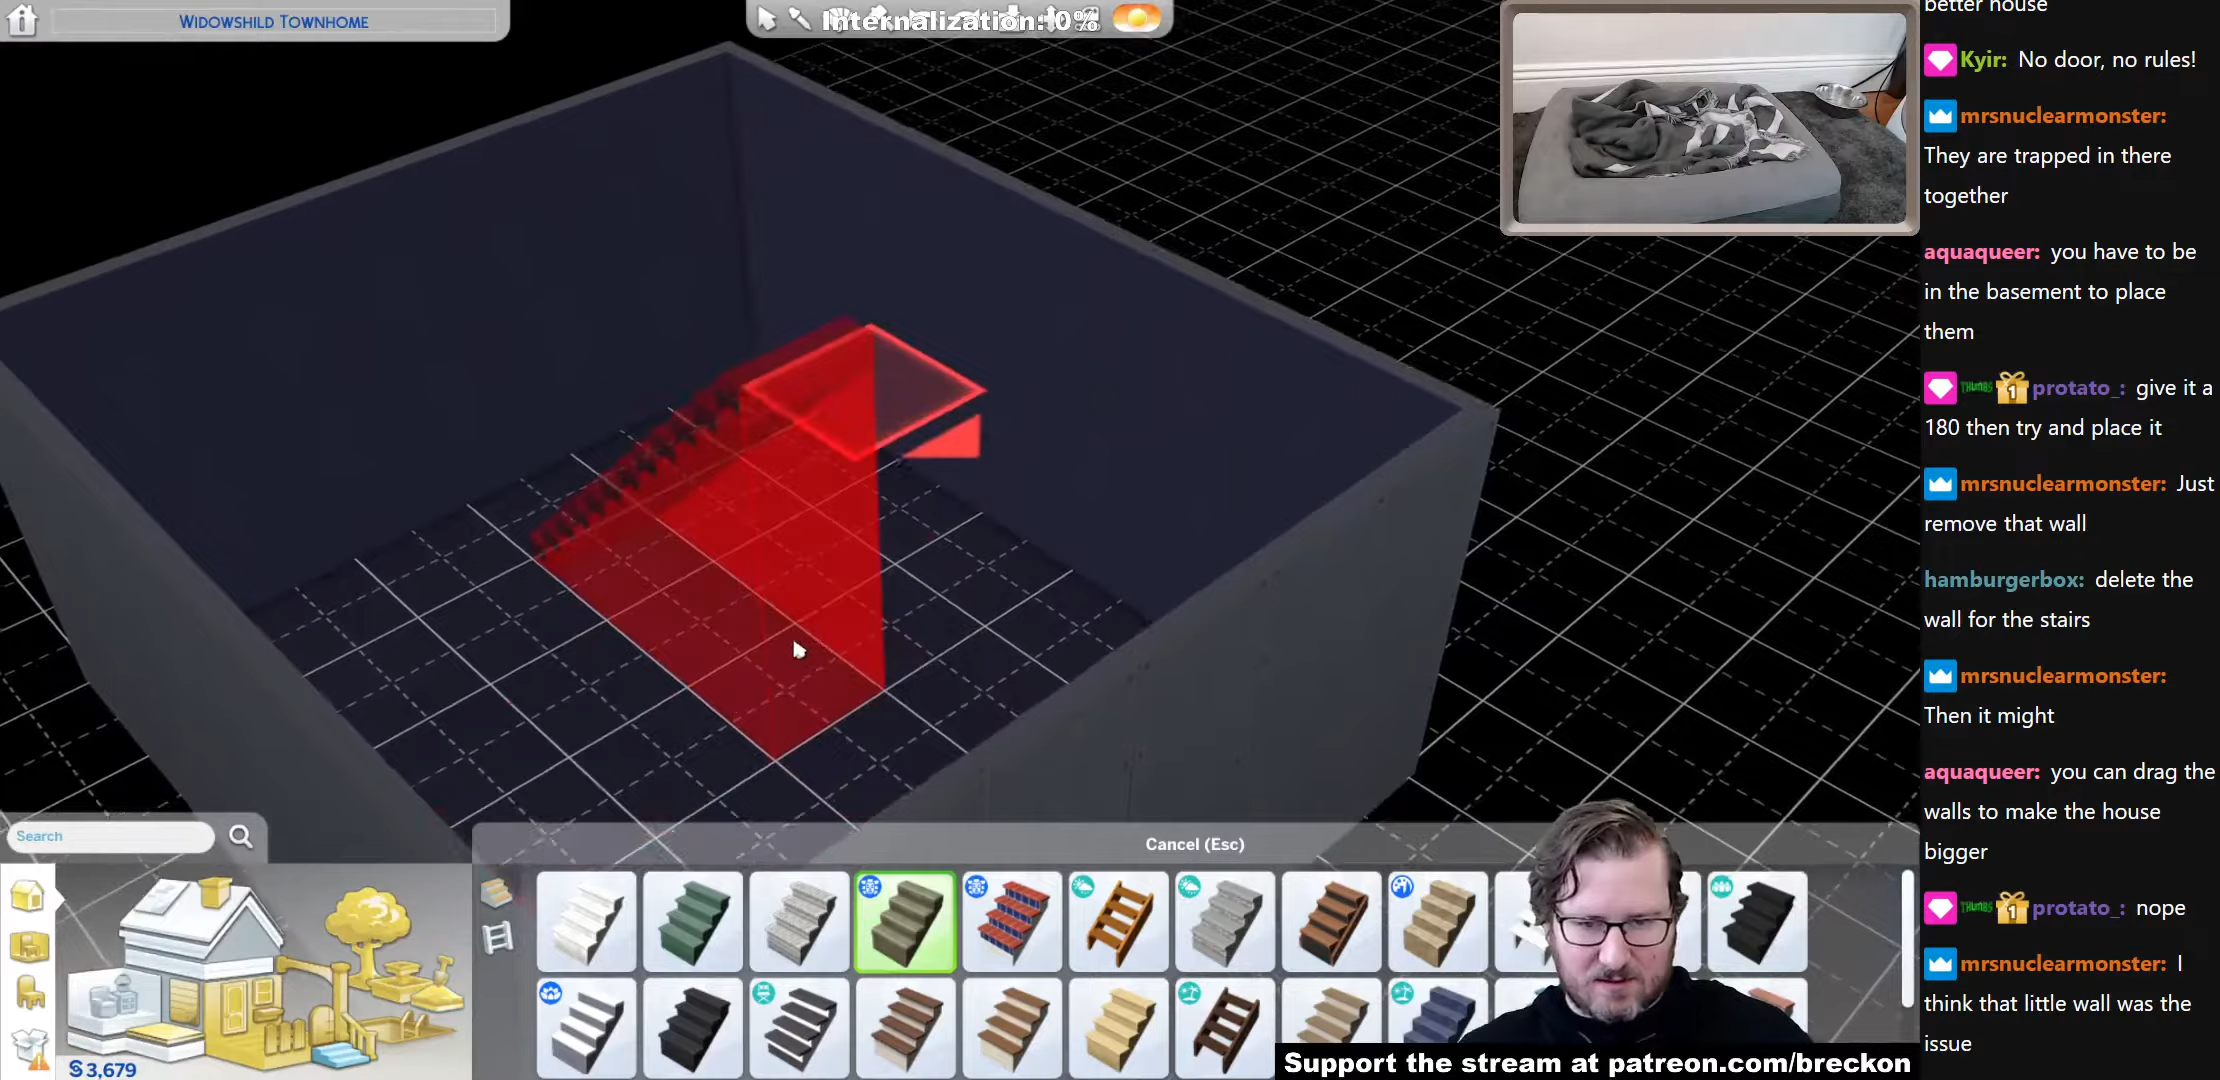 Widowshild Townhome
Internalization: 0%
better house
Kyir: No door, no rules!
mrsnuclearmonster:
They are trapped in there
together
aquaqueer: you have to be
in the basement to place
them
THUMBS 1 protato_: give it a
180 then try and place it
mrsnuclearmonster: Just
remove that wall
hamburgerbox: delete the
wall for the stairs
mrsnuclearmonster:
Then it might
aquaqueer: you can drag the
walls to make the house
bigger
THUMBS 1 protato_: nope
mrsnuclearmonster: I
think that little wall was the
issue
Search
Cancel (Esc)
§3,679
Support the stream at patreon.com/breckon